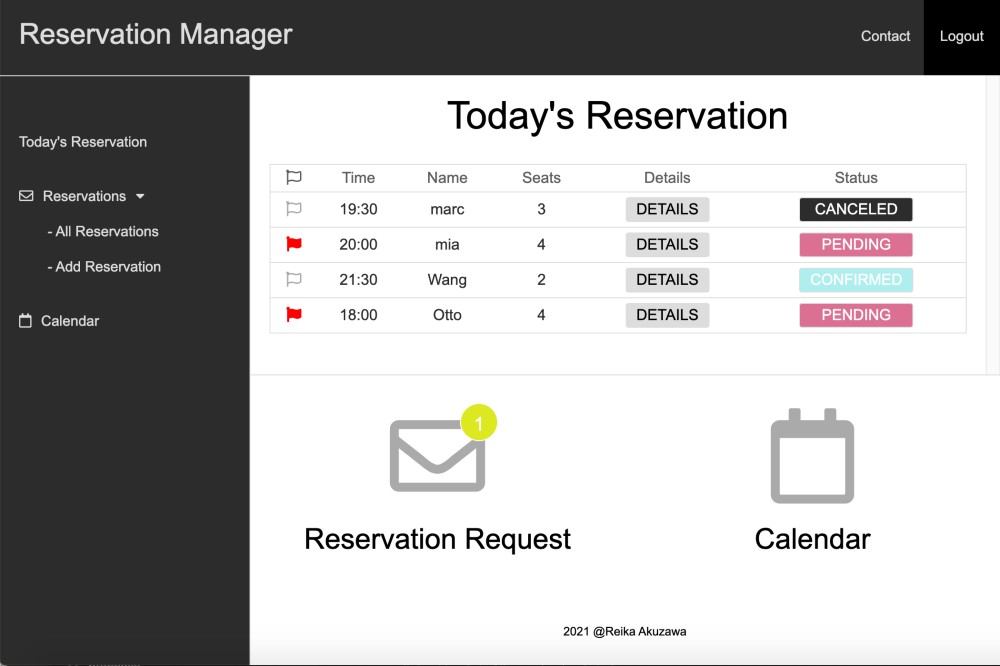 Reservation Manager
Contact Logout
Today's Reservation
Reservations
- All Reservations
- Add Reservation
Calendar
Today's Reservation
Time Name Seats Details Status
19:30 marc 3 DETAILS CANCELED
20:00 mia 4 DETAILS PENDING
21:30 Wang 2 DETAILS CONFIRMED
18:00 Otto 4 DETAILS PENDING
1
Reservation Request
Calendar
2021 @Reika Akuzawa